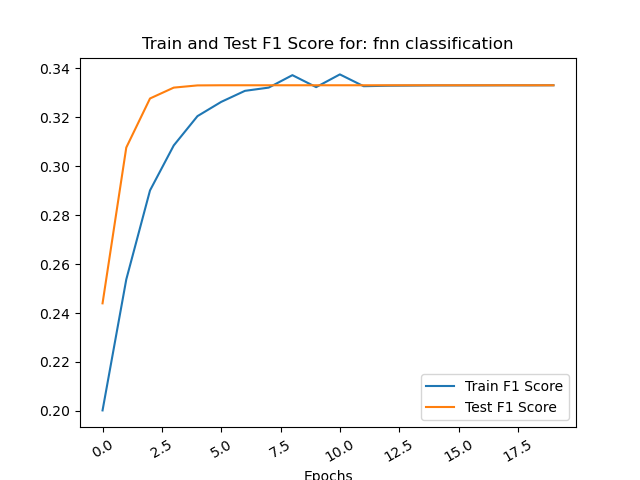 Train and Test F1 Score for: fnn classification
0.34
0.32
0.30
0.28
0.26
0.24
0.22
0.20
Train F1 Score
Test F1 Score
0.0 2.5 5.0 7.5 10.0 12.5 15.0 17.5
Epochs